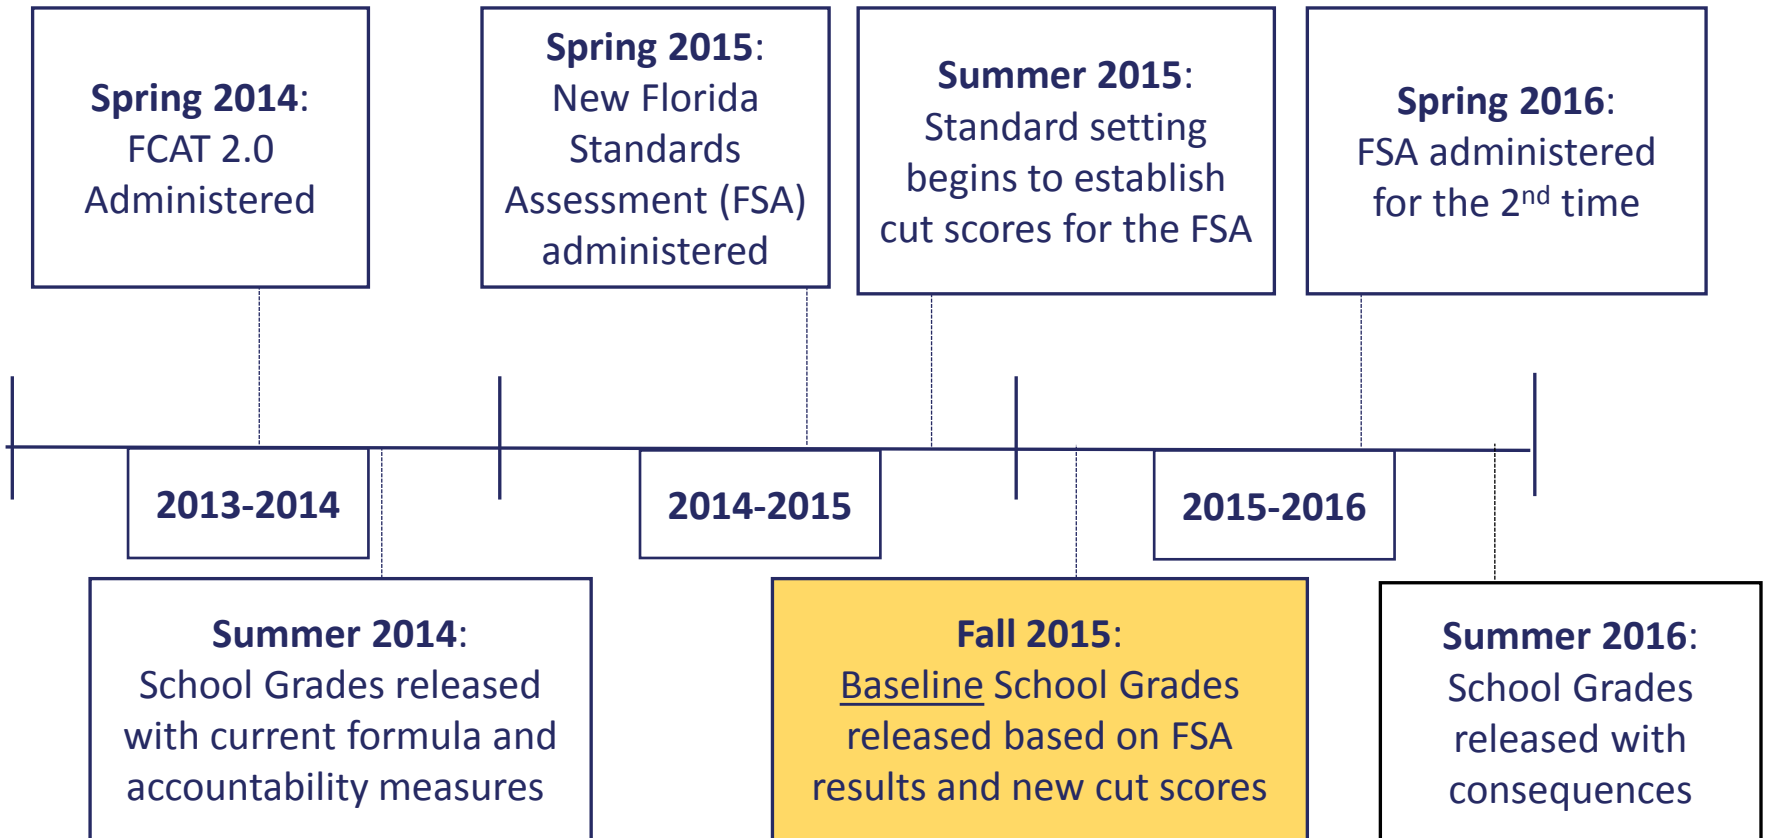 Spring 2014:
FCAT 2.0
Administered
Spring 2015:
New Florida
Standards
Assessment (FSA)
administered
Summer 2015:
Standard setting
begins to establish
cut scores for the FSA
Spring 2016:
FSA administered
for the 2nd time
2013-2014
2014-2015
2015-2016
Summer 2014:
School Grades released
with current formula and
accountability measures
Fall 2015:
Baseline School Grades
released based on FSA
results and new cut scores
Summer 2016:
School Grades
released with
consequences